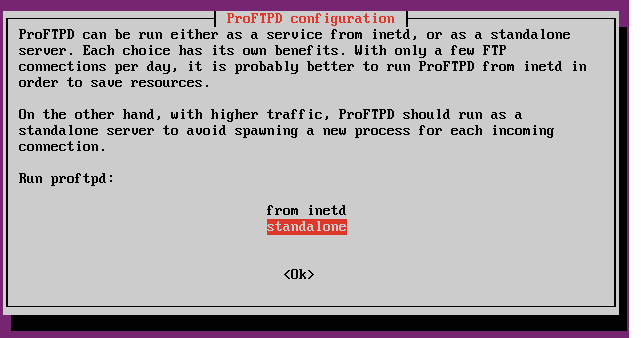 ProFTPD configuration
ProFTPD can be run either as a service from inetd, or as a standalone
server. Each choice has its own benefits. With only a few FTP
connections per day, it is probably better to run ProFTPD from inetd in
order to save resources.
On the other hand, with higher traffic, ProFTPD should run as a
standalone server to avoid spawning a new process for each incoming
connection.
Run proftpd:
from inetd
standalone
<Ok>